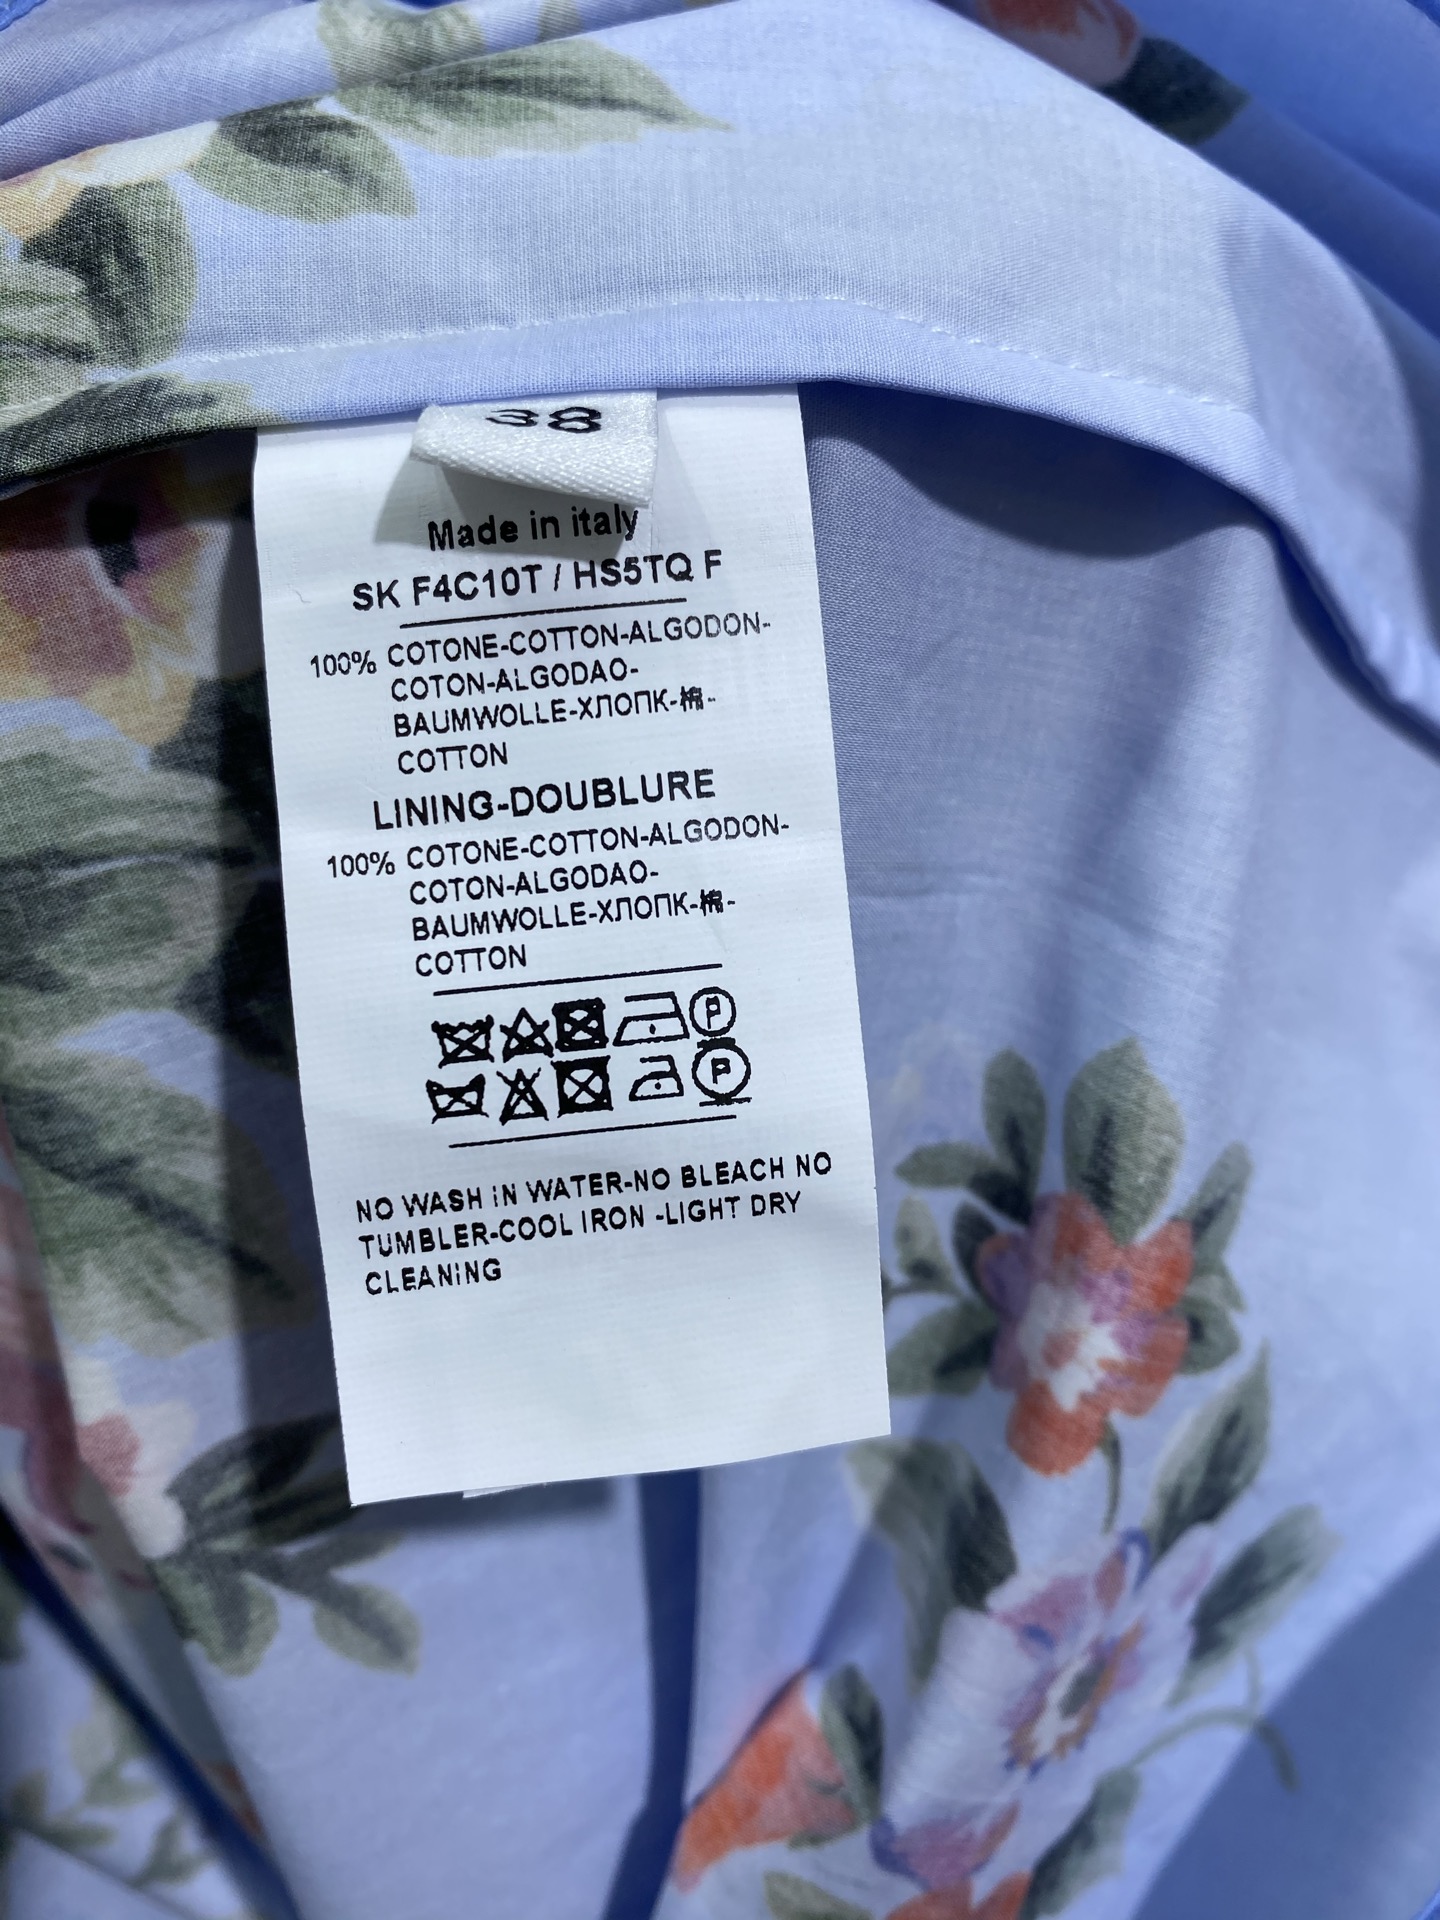 38
Made in italy
SK F4C10T / HS5TQ F
100% COTONE-COTTON-ALGODON-
COTON-ALGODAO-
BAUMWOLLE-ХЛОПК-棉-
COTTON
LINING-DOUBLURE
100% COTONE-COTTON-ALGODON-
COTON-ALGODAO-
BAUMWOLLE-ХЛОПК-棉-
COTTON
P
P
NO WASH iN WATER-NO BLEACH NO
TUMBLER-COOL IRON -LIGHT DRY
CLEANiNG